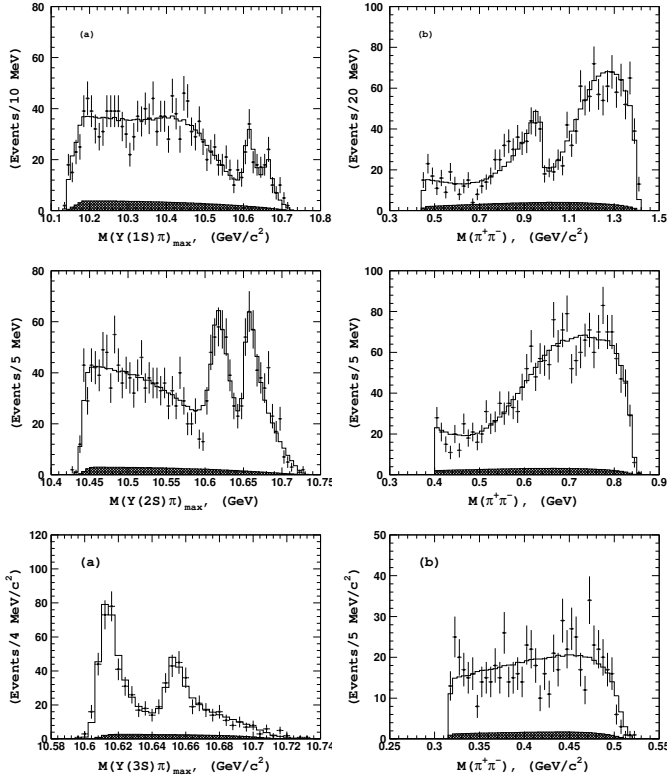 (a)
(Events/10 MeV)
80
60
40
20
0
10.1 10.2 10.3 10.4 10.5 10.6 10.7 10.8
M(Y(1S)π)max, (GeV/c²)
(b)
(Events/20 MeV)
100
80
60
40
20
0
0.3 0.5 0.7 0.9 1.1 1.3 1.5
M(π⁺π⁻), (GeV/c²)
(Events/5 MeV)
80
60
40
20
0
10.4 10.45 10.5 10.55 10.6 10.65 10.7 10.75
M(Y(2S)π)max, (GeV)
(Events/5 MeV)
100
80
60
40
20
0
0.3 0.4 0.5 0.6 0.7 0.8 0.9
M(π⁺π⁻), (GeV)
(a)
(Events/4 MeV/c²)
120
100
80
60
40
20
0
10.58 10.6 10.62 10.64 10.66 10.68 10.7 10.72 10.74
M(Y(3S)π)max, (GeV/c²)
(b)
(Events/5 MeV/c²)
50
40
30
20
10
0
0.25 0.3 0.35 0.4 0.45 0.5 0.55
M(π⁺π⁻), (GeV/c²)